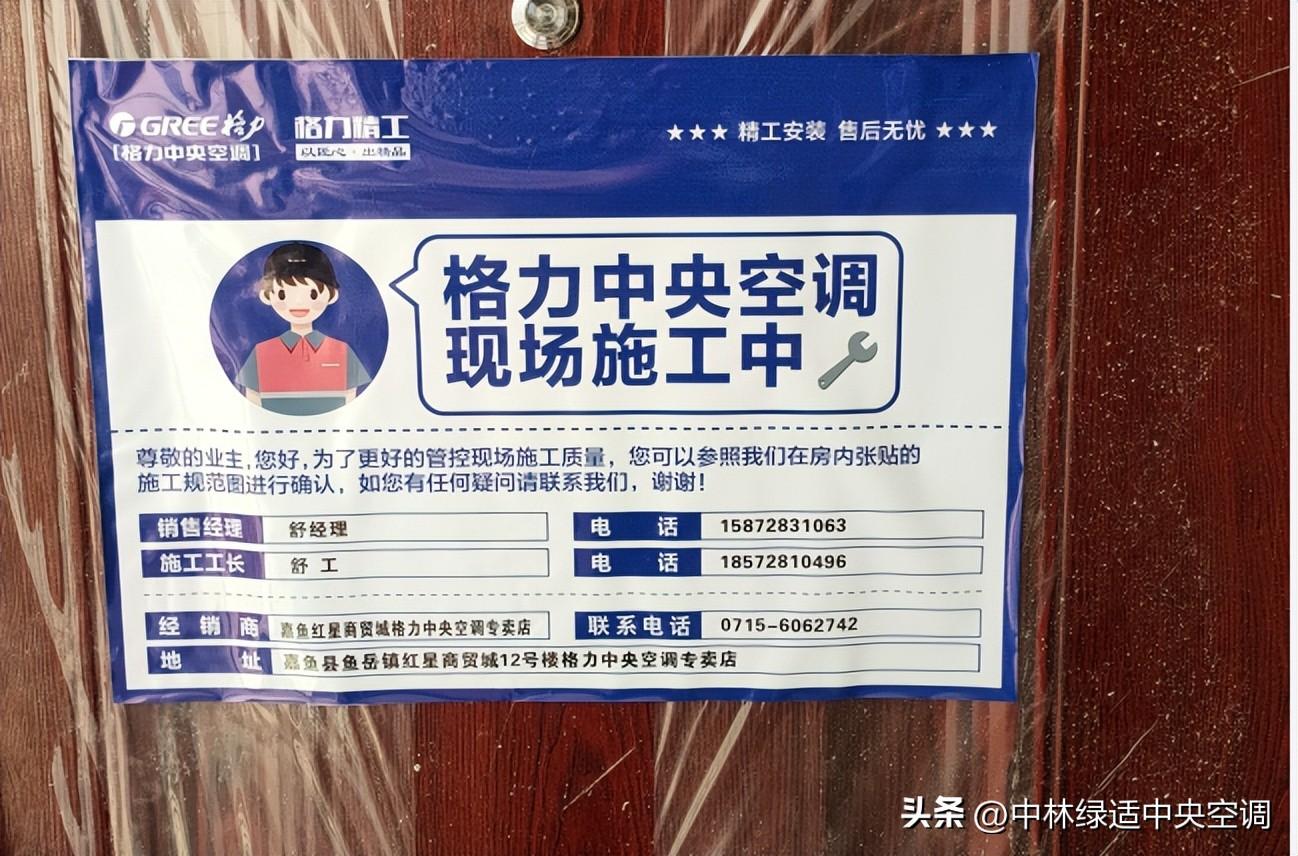 GREE格力
[格力中央空调]
格力精工
以匠心·出精品
★★★ 精工安装 售后无忧 ★★★
格力中央空调
现场施工中
尊敬的业主,您好,为了更好的管控现场施工质量，您可以参照我们在房内张贴的
施工规范图进行确认，如您有任何疑问请联系我们，谢谢！
销售经理 舒经理 电话 15872831063
施工工长 舒 工 电话 18572810496
经销商 嘉鱼红星商贸城格力中央空调专卖店 联系电话 0715-6062742
地址 嘉鱼县鱼岳镇红星商贸城12号楼格力中央空调专卖店
头条 @中林绿适中央空调